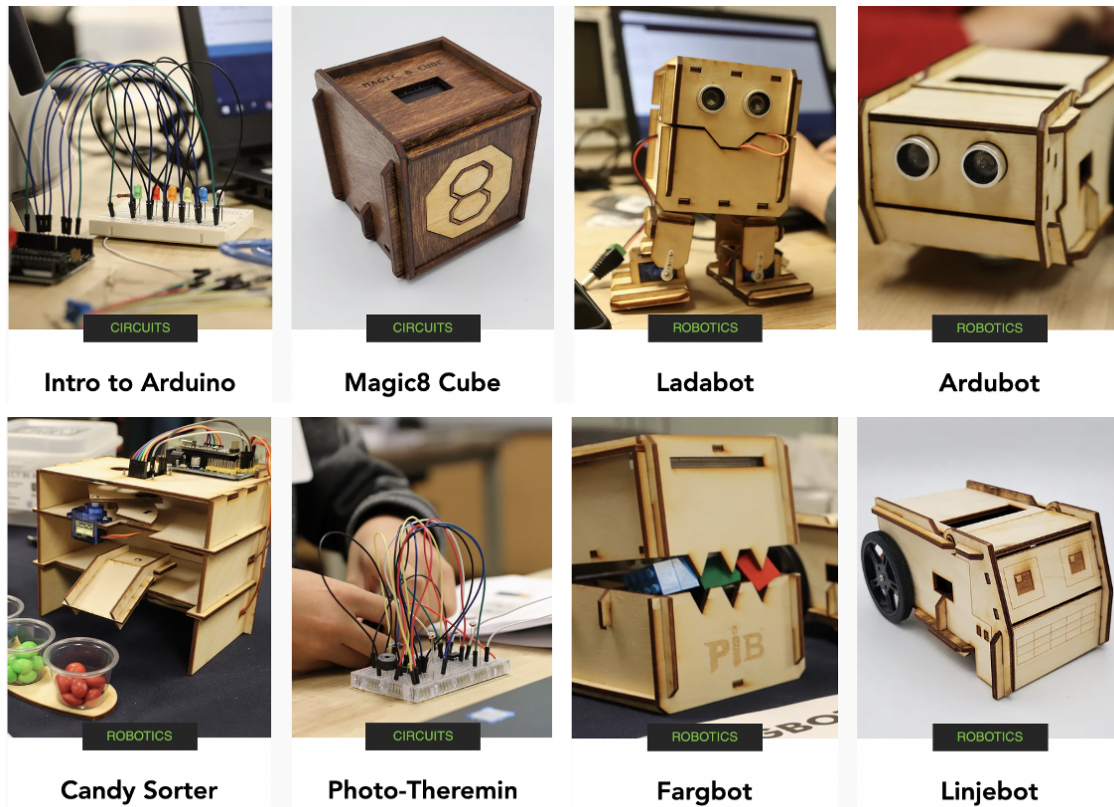 MAGIC 8 CUBE
8
CIRCUITS
Intro to Arduino
CIRCUITS
Magic8 Cube
ROBOTICS
Ladabot
ROBOTICS
Ardubot
PiB
SBO
ROBOTICS
Candy Sorter
CIRCUITS
Photo-Theremin
ROBOTICS
Fargbot
ROBOTICS
Linjebot